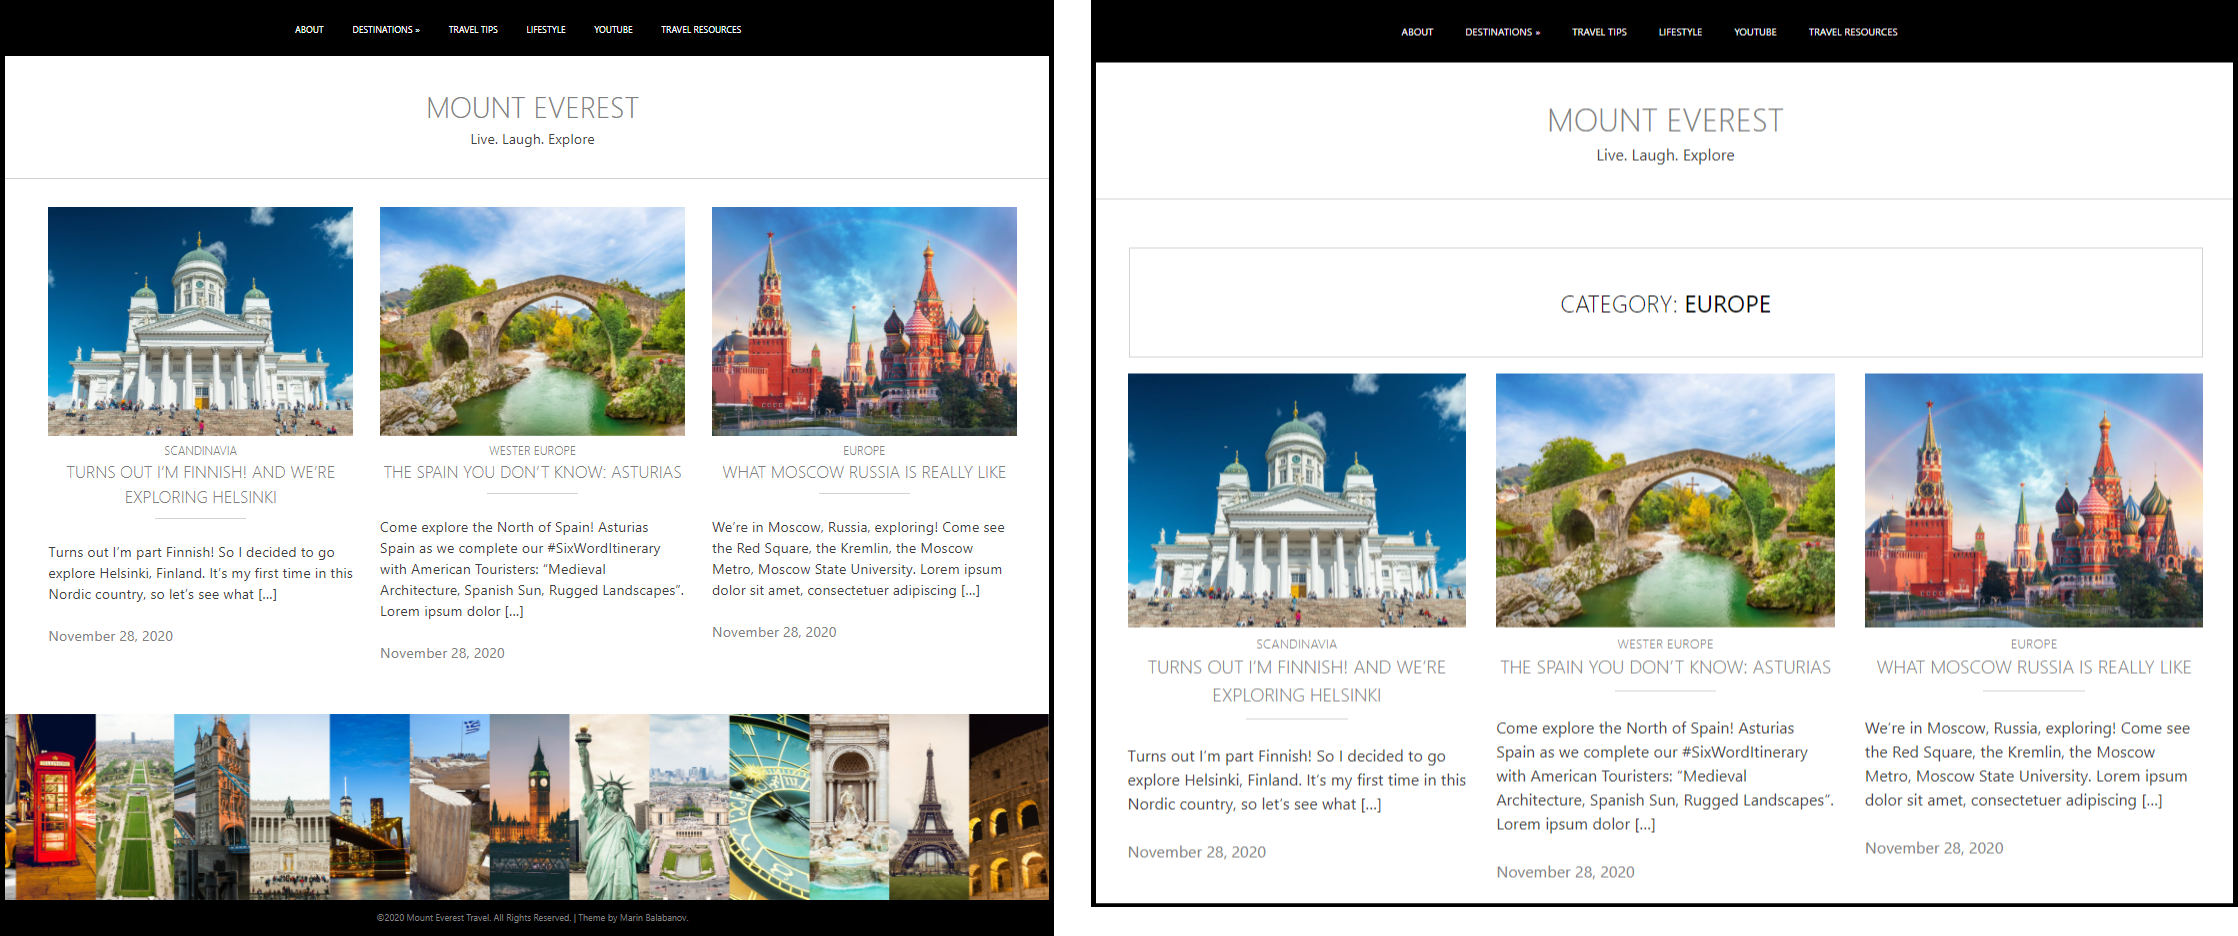 ABOUT DESTINATIONS » TRAVEL TIPS LIFESTYLE YOUTUBE TRAVEL RESOURCES
MOUNT EVEREST
Live. Laugh. Explore
SCANDINAVIA
TURNS OUT I’M FINNISH! AND WE’RE
EXPLORING HELSINKI
Turns out I’m part Finnish! So I decided to go
explore Helsinki, Finland. It’s my first time in this
Nordic country, so let’s see what [...]
November 28, 2020
WESTER EUROPE
THE SPAIN YOU DON’T KNOW: ASTURIAS
Come explore the North of Spain! Asturias
Spain as we complete our #SixWordItinerary
with American Touristers: “Medieval
Architecture, Spanish Sun, Rugged Landscapes”.
Lorem ipsum dolor [...]
November 28, 2020
EUROPE
WHAT MOSCOW RUSSIA IS REALLY LIKE
We’re in Moscow, Russia, exploring! Come see
the Red Square, the Kremlin, the Moscow
Metro, Moscow State University. Lorem ipsum
dolor sit amet, consectetuer adipiscing [...]
November 28, 2020
©2020 Mount Everest Travel. All Rights Reserved. | Theme by Marin Balabanov.
ABOUT DESTINATIONS » TRAVEL TIPS LIFESTYLE YOUTUBE TRAVEL RESOURCES
MOUNT EVEREST
Live. Laugh. Explore
CATEGORY: EUROPE
SCANDINAVIA
TURNS OUT I’M FINNISH! AND WE’RE
EXPLORING HELSINKI
Turns out I’m part Finnish! So I decided to go
explore Helsinki, Finland. It’s my first time in this
Nordic country, so let’s see what [...]
November 28, 2020
WESTER EUROPE
THE SPAIN YOU DON’T KNOW: ASTURIAS
Come explore the North of Spain! Asturias
Spain as we complete our #SixWordItinerary
with American Touristers: “Medieval
Architecture, Spanish Sun, Rugged Landscapes”.
Lorem ipsum dolor [...]
November 28, 2020
EUROPE
WHAT MOSCOW RUSSIA IS REALLY LIKE
We’re in Moscow, Russia, exploring! Come see
the Red Square, the Kremlin, the Moscow
Metro, Moscow State University. Lorem ipsum
dolor sit amet, consectetuer adipiscing [...]
November 28, 2020